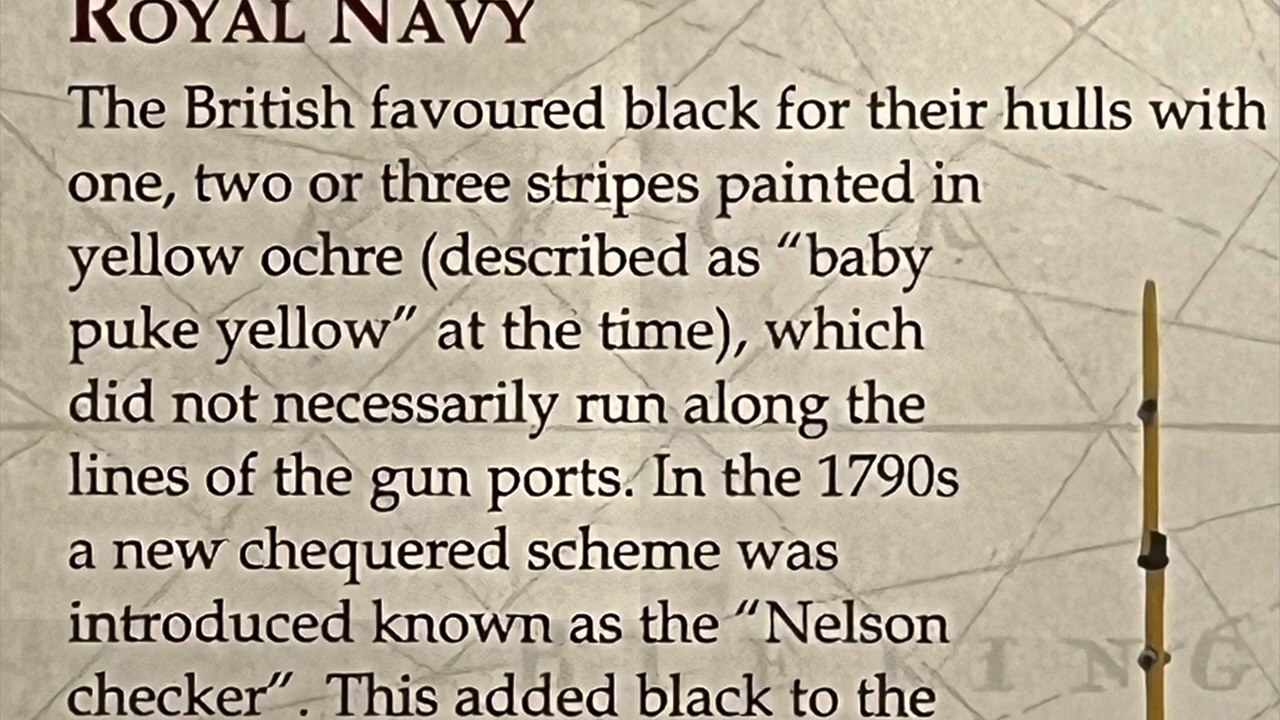 ROYAL NAVY
The British favoured black for their hulls with
one, two or three stripes painted in
yellow ochre (described as “baby
puke yellow” at the time), which
did not necessarily run along the
lines of the gun ports. In the 1790s
a new chequered scheme was
introduced known as the “Nelson
checker”. This added black to the